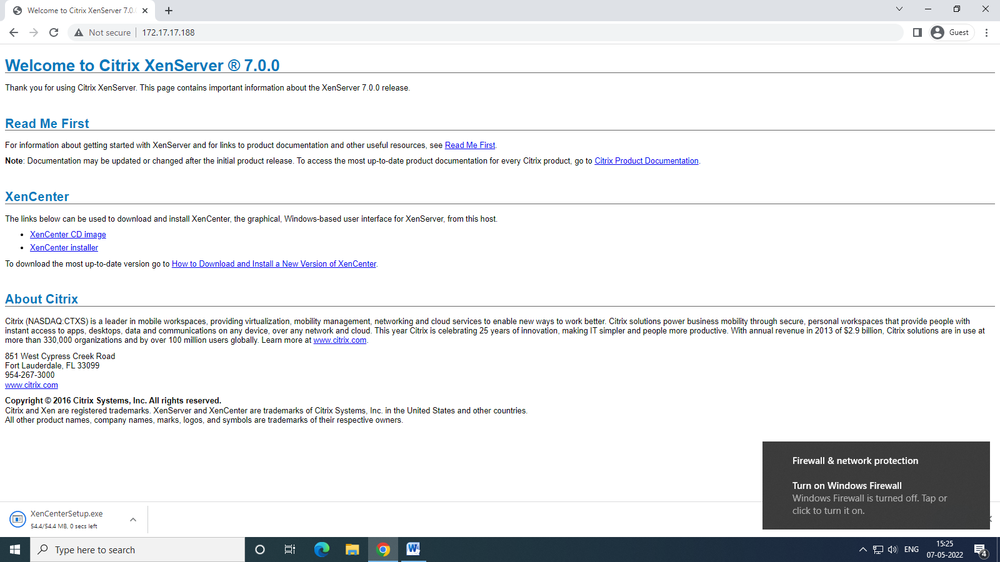 Welcome to Citrix XenServer 7.0.
Not secure
172.17.17.188
Guest
Welcome to Citrix XenServer ® 7.0.0
Thank you for using Citrix XenServer. This page contains important information about the XenServer 7.0.0 release.
Read Me First
For information about getting started with XenServer and for links to product documentation and other useful resources, see Read Me First.
Note: Documentation may be updated or changed after the initial product release. To access the most up-to-date product documentation for every Citrix product, go to Citrix Product Documentation.
XenCenter
The links below can be used to download and install XenCenter, the graphical, Windows-based user interface for XenServer, from this host.
• XenCenter CD image
• XenCenter installer
To download the most up-to-date version go to How to Download and Install a New Version of XenCenter.
About Citrix
Citrix (NASDAQ:CTXS) is a leader in mobile workspaces, providing virtualization, mobility management, networking and cloud services to enable new ways to work better. Citrix solutions power business mobility through secure, personal workspaces that provide people with
instant access to apps, desktops, data and communications on any device, over any network and cloud. This year Citrix is celebrating 25 years of innovation, making IT simpler and people more productive. With annual revenue in 2013 of $2.9 billion, Citrix solutions are in use at
more than 330,000 organizations and by over 100 million users globally. Learn more at www.citrix.com.
851 West Cypress Creek Road
Fort Lauderdale, FL 33099
954-267-3000
www.citrix.com
Copyright © 2016 Citrix Systems, Inc. All rights reserved.
Citrix and Xen are registered trademarks. XenServer and XenCenter are trademarks of Citrix Systems, Inc. in the United States and other countries.
All other product names, company names, marks, logos, and symbols are trademarks of their respective owners.
Firewall & network protection
Turn on Windows Firewall
Windows Firewall is turned off. Tap or
click to turn it on.
XenCenterSetup.exe
54.4/54.4 MB, 0 secs left
Type here to search
W
ENG
15:25
07-05-2022
4